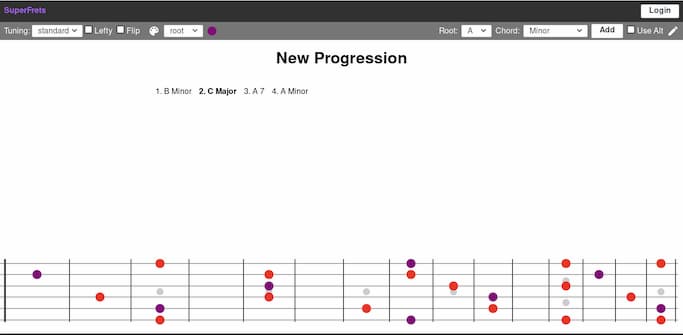 SuperFrets
Login
Tuning: standard Lefty Flip root Root: A Chord: Minor Add Use Alt
New Progression
1. B Minor 2. C Major 3. A 7 4. A Minor